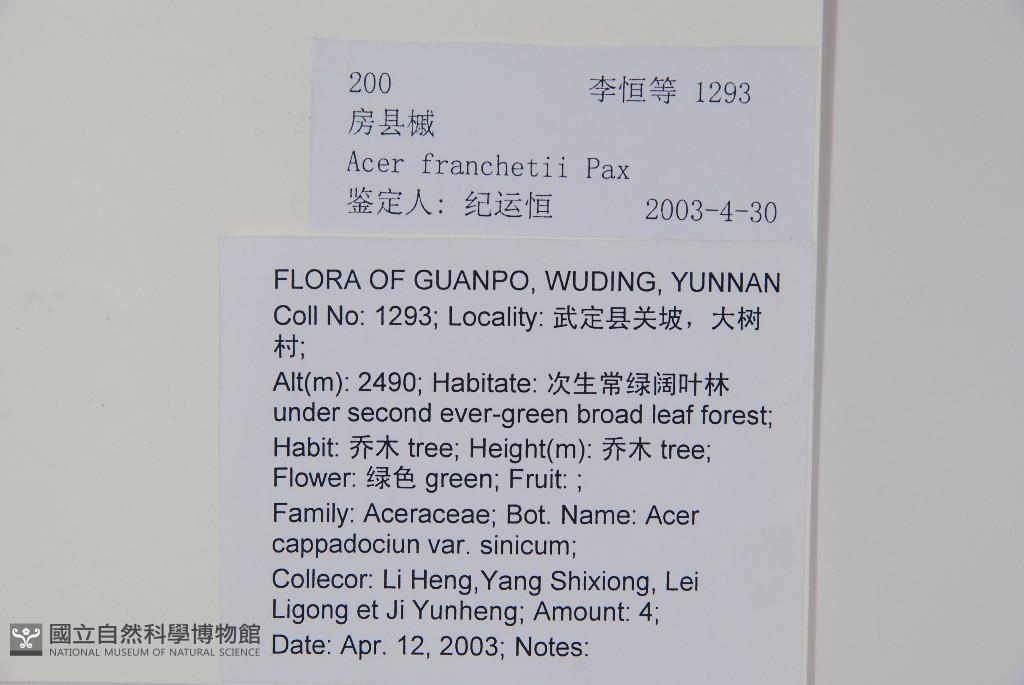 200 李恒等 1293
房县槭
Acer franchetii Pax
鉴定人: 纪运恒 2003-4-30
FLORA OF GUANPO, WUDING, YUNNAN
Coll No: 1293; Locality: 武定县关坡，大树
村;
Alt(m): 2490; Habitate: 次生常绿阔叶林
under second ever-green broad leaf forest;
Habit: 乔木 tree; Height(m): 乔木 tree;
Flower: 绿色 green; Fruit: ;
Family: Aceraceae; Bot. Name: Acer
cappadociun var. sinicum;
Collecor: Li Heng,Yang Shixiong, Lei
Ligong et Ji Yunheng; Amount: 4;
Date: Apr. 12, 2003; Notes:
國立自然科學博物館
NATIONAL MUSEUM OF NATURAL SCIENCE